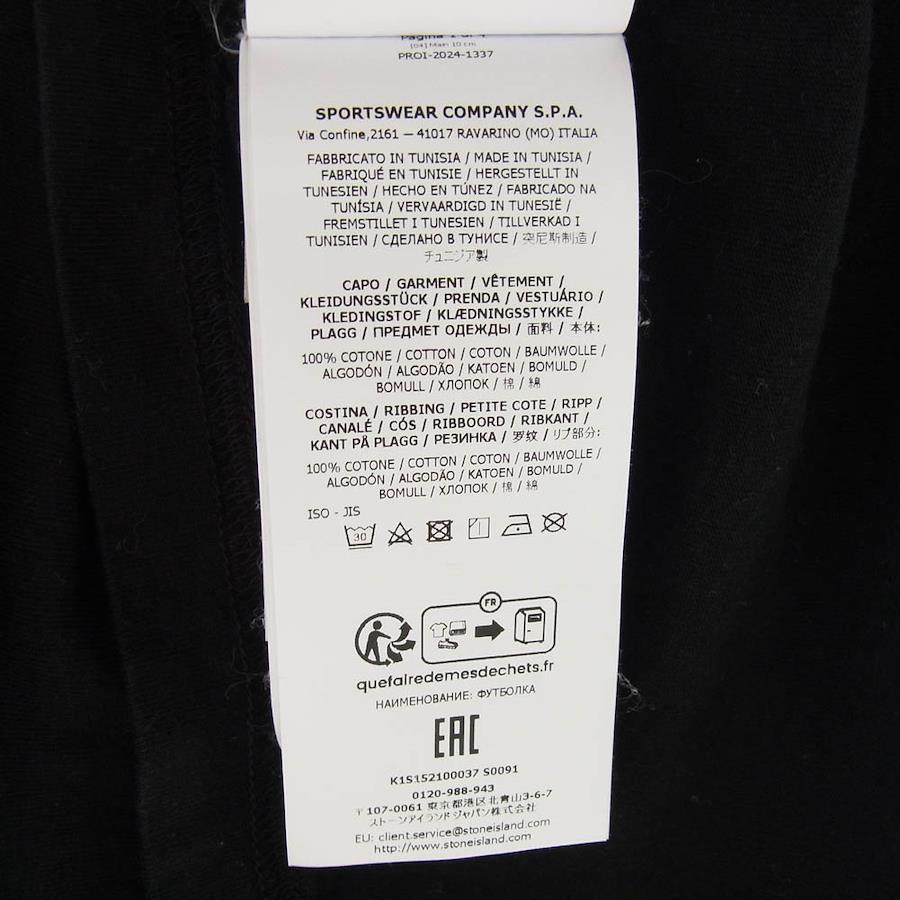 Pagina 1 di 4
[04] Main 10 cm
PROI-2024-1337
SPORTSWEAR COMPANY S.P.A.
Via Confine,2161 — 41017 RAVARINO (MO) ITALIA
FABBRICATO IN TUNISIA / MADE IN TUNISIA /
FABRIQUÉ EN TUNISIE / HERGESTELLT IN
TUNESIEN / HECHO EN TÚNEZ / FABRICADO NA
TUNÍSIA / VERVAARDIGD IN TUNESIË /
FREMSTILLET I TUNESIEN / TILLVERKAD I
TUNISIEN / СДЕЛАНО В ТУНИСЕ / 突尼斯制造 /
チュニジア製
CAPO / GARMENT / VÊTEMENT /
KLEIDUNGSSTÜCK / PRENDA / VESTUÁRIO /
KLEDINGSTOF / KLÆDNINGSSTYKKE /
PLAGG / ПРЕДМЕТ ОДЕЖДЫ / 面料 / 本体:
100% COTONE / COTTON / COTON / BAUMWOLLE /
ALGODÓN / ALGODÃO / KATOEN / BOMULD /
BOMULL / ХЛОПОК / 棉 / 綿
COSTINA / RIBBING / PETITE COTE / RIPP /
CANALÉ / CÓS / RIBBOORD / RIBKANT /
KANT PÅ PLAGG / РЕЗИНКА / 罗纹 / リブ部分:
100% COTONE / COTTON / COTON / BAUMWOLLE /
ALGODÓN / ALGODÃO / KATOEN / BOMULD /
BOMULL / ХЛОПОК / 棉 / 綿
ISO - JIS
30
FR
quefairedemesdechets.fr
НАИМЕНОВАНИЕ: ФУТБОЛКА
EAC
K1S152100037 S0091
0120-988-943
〒107-0061 東京都港区北青山3-6-7
ストーンアイランドジャパン株式会社
EU: client.service@stoneisland.com
http://www.stoneisland.com